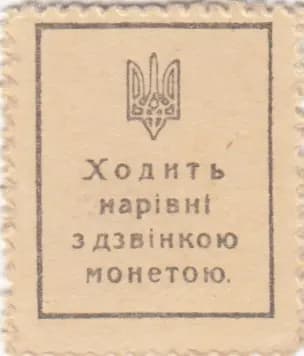 Ходить
нарівні
з дзвінкою
монетою.